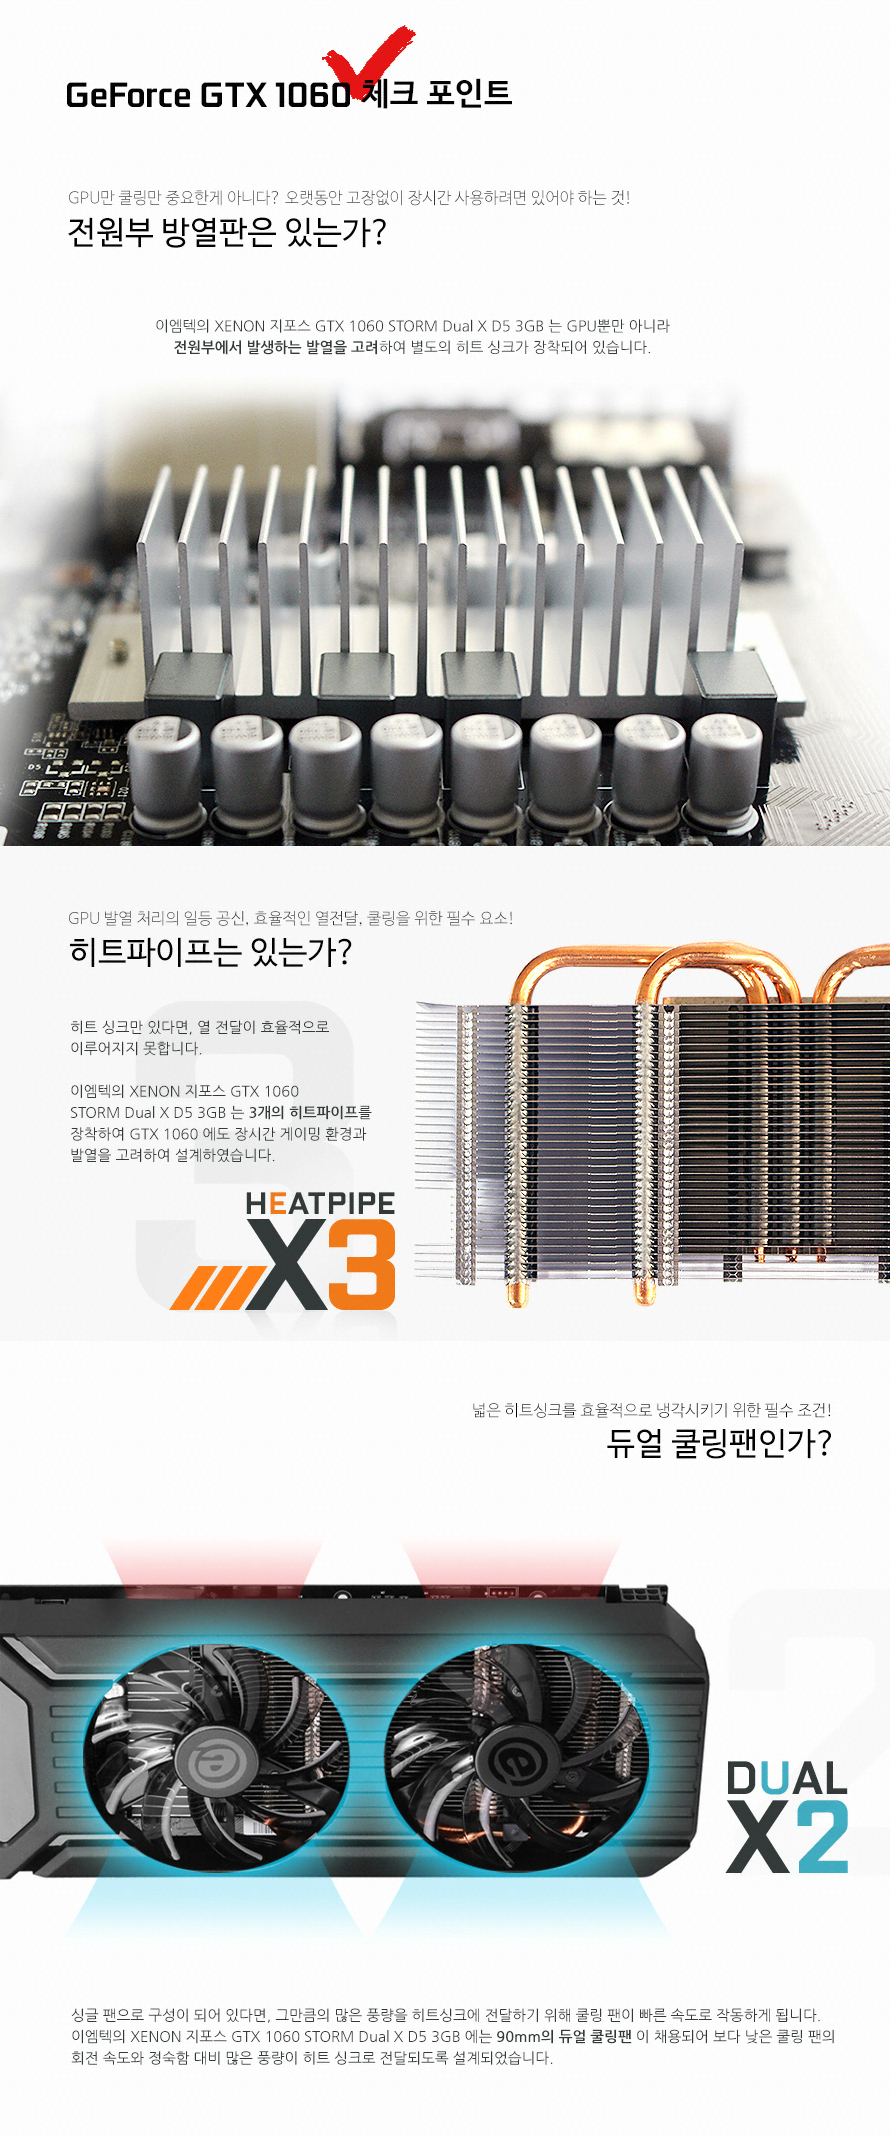 GeForce GTX 1060 체크 포인트
GPU만 쿨링만 중요한게 아니다? 오랫동안 고장없이 장시간 사용하려면 있어야 하는 것!
전원부 방열판은 있는가?
이엠텍의 XENON 지포스 GTX 1060 STORM Dual X D5 3GB 는 GPU뿐만 아니라
전원부에서 발생하는 발열을 고려하여 별도의 히트 싱크가 장착되어 있습니다.
D5
GPU 발열 처리의 일등 공신, 효율적인 열전달, 쿨링을 위한 필수 요소!
히트파이프는 있는가?
3
히트 싱크만 있다면, 열 전달이 효율적으로
이루어지지 못합니다.
이엠텍의 XENON 지포스 GTX 1060
STORM Dual X D5 3GB 는 3개의 히트파이프를
장착하여 GTX 1060 에도 장시간 게이밍 환경과
발열을 고려하여 설계하였습니다.
HEATPIPE
X3
넓은 히트싱크를 효율적으로 냉각시키기 위한 필수 조건!
듀얼 쿨링팬인가?
2
DUAL
X2
싱글 팬으로 구성이 되어 있다면, 그만큼의 많은 풍량을 히트싱크에 전달하기 위해 쿨링 팬이 빠른 속도로 작동하게 됩니다.
이엠텍의 XENON 지포스 GTX 1060 STORM Dual X D5 3GB 에는 90mm의 듀얼 쿨링팬 이 채용되어 보다 낮은 쿨링 팬의
회전 속도와 정숙함 대비 많은 풍량이 히트 싱크로 전달되도록 설계되었습니다.